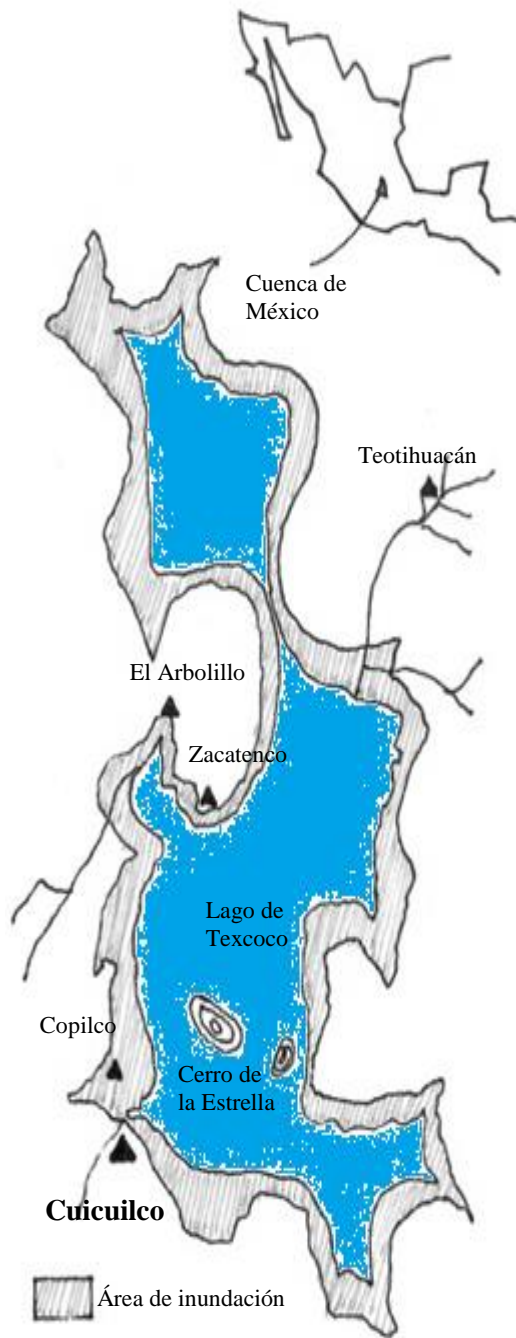 Cuenca de
México
Teotihuacán
El Arbolillo
Zacatenco
Lago de
Texcoco
Copilco
Cerro de
la Estrella
Cuicuilco
Área de inundación